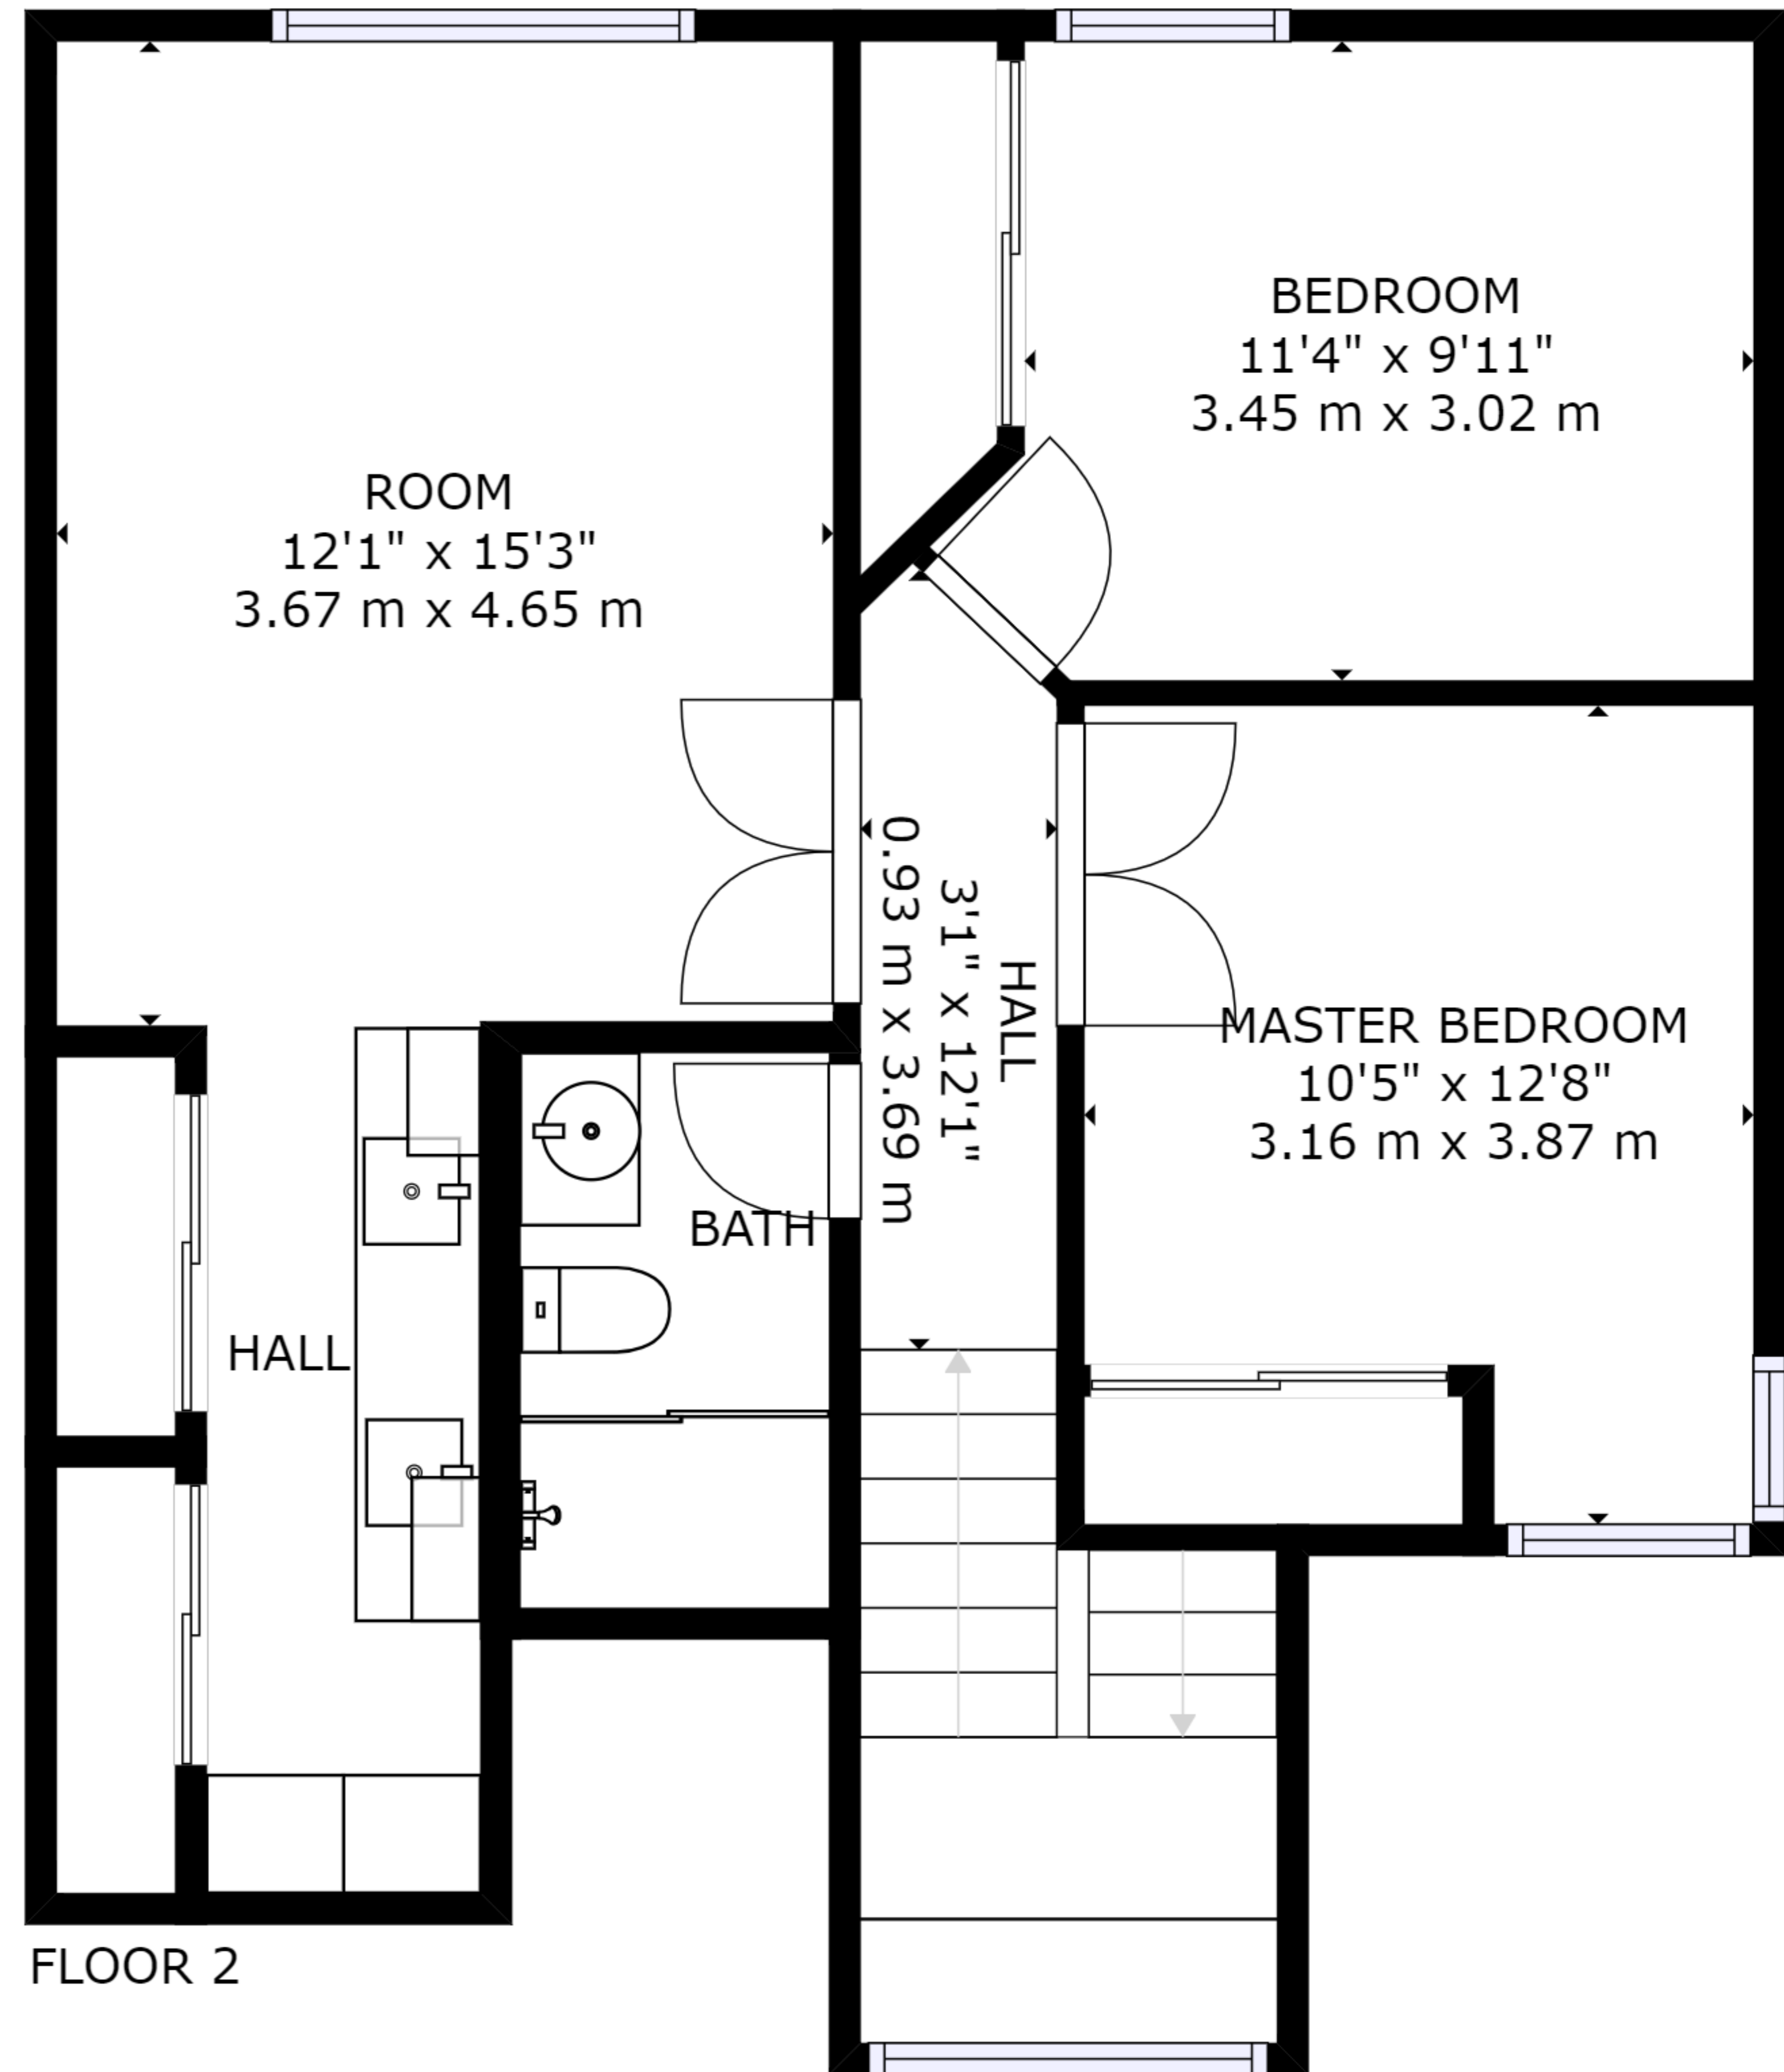 BEDROOM
11'4" x 9'11"
3.45 m x 3.02 m
ROOM
12'1" x 15'3"
3.67 m x 4.65 m
HALL
3'1" x 12'1"
0.93 m x 3.69 m
MASTER BEDROOM
10'5" x 12'8"
3.16 m x 3.87 m
BATH
HALL
FLOOR 2